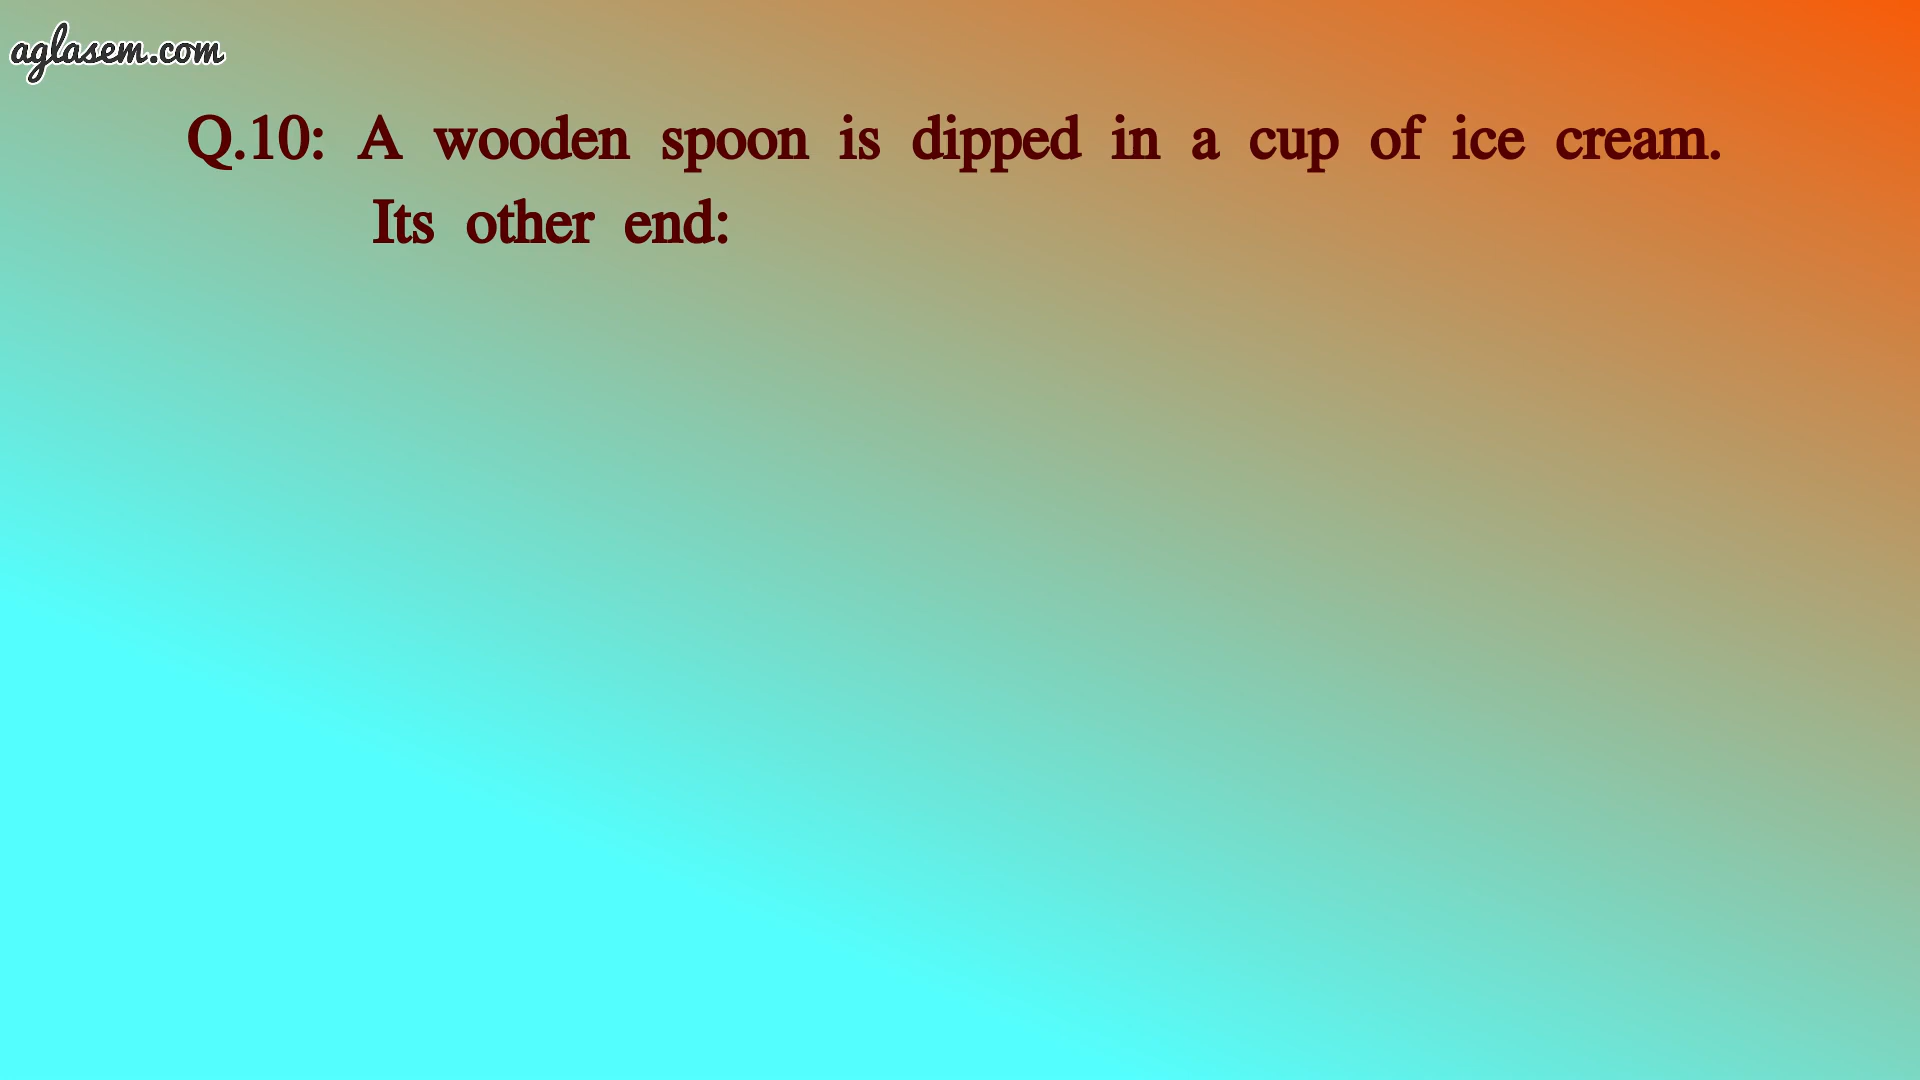 aglasem.com
Q.10: A wooden spoon is dipped in a cup of ice cream.
Its other end: